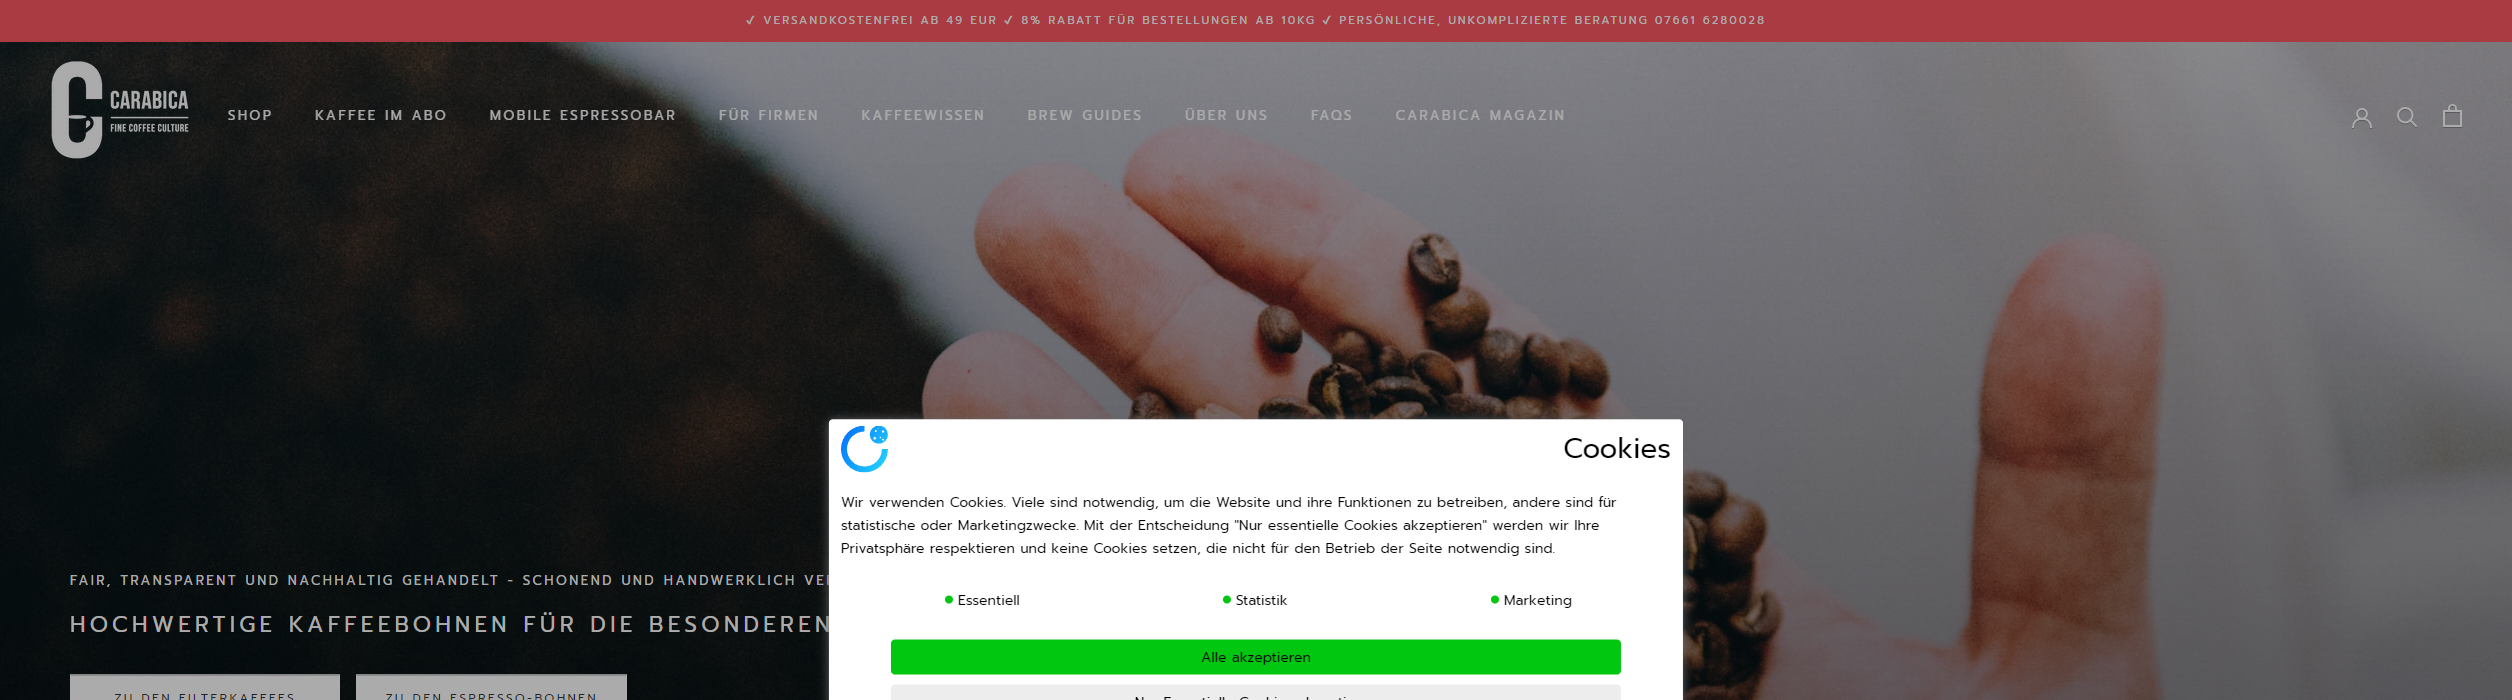 ✓ VERSANDKOSTENFREI AB 49 EUR ✓ 8% RABATT FÜR BESTELLUNGEN AB 10KG ✓ PERSÖNLICHE, UNKOMPLIZIERTE BERATUNG 07661 6280028
CARABICA
FINE COFFEE CULTURE
SHOP KAFFEE IM ABO MOBILE ESPRESSOBAR FÜR FIRMEN KAFFEEWISSEN BREW GUIDES ÜBER UNS FAQS CARABICA MAGAZIN
Cookies
Wir verwenden Cookies. Viele sind notwendig, um die Website und ihre Funktionen zu betreiben, andere sind für
statistische oder Marketingzwecke. Mit der Entscheidung "Nur essentielle Cookies akzeptieren" werden wir Ihre
Privatsphäre respektieren und keine Cookies setzen, die nicht für den Betrieb der Seite notwendig sind.
Essentiell Statistik Marketing
Alle akzeptieren
FAIR, TRANSPARENT UND NACHHALTIG GEHANDELT - SCHONEND UND HANDWERKLICH
HOCHWERTIGE KAFFEEBOHNEN FÜR DIE BESONDEREN
ZU DEN FILTERKAFFEES ZU DEN ESPRESSO-BOHNEN